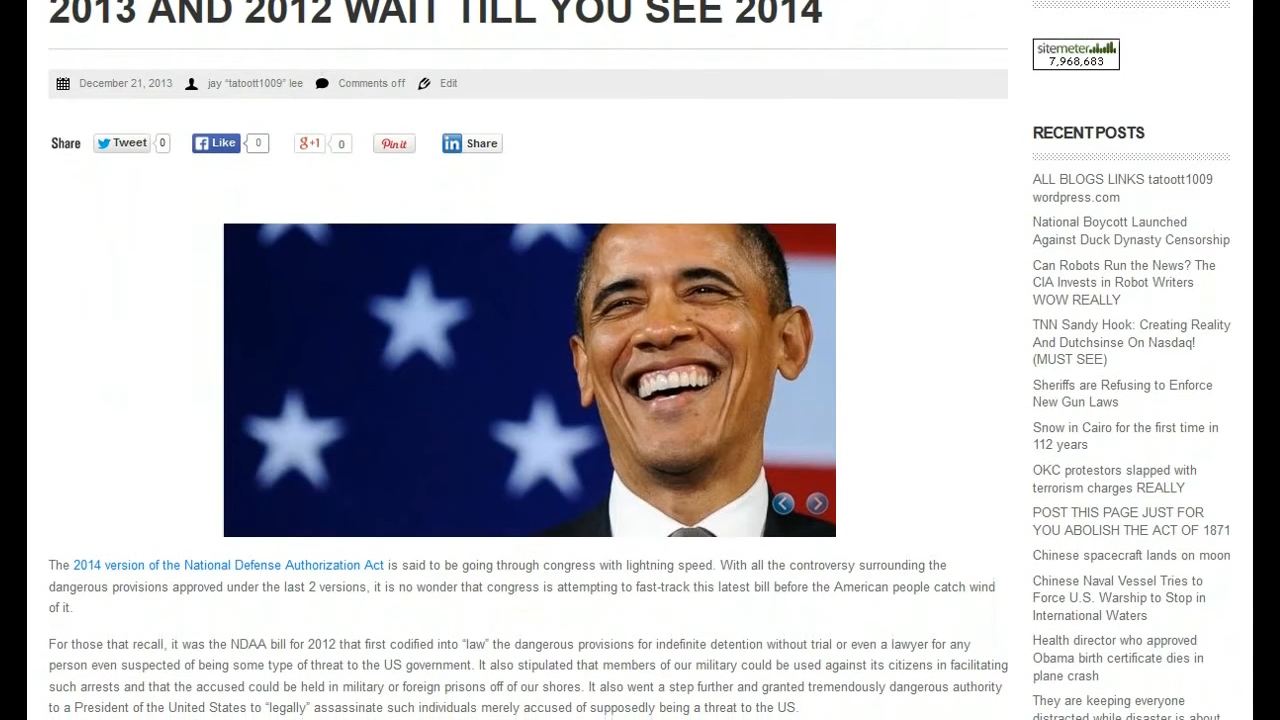 2013 AND 2012 WAIT TILL YOU SEE 2014
December 21, 2013 jay “tatoott1009” lee Comments off Edit
Share Tweet 0 Like 0 g+1 0 Pin it Share
The 2014 version of the National Defense Authorization Act is said to be going through congress with lightning speed. With all the controversy surrounding the
dangerous provisions approved under the last 2 versions, it is no wonder that congress is attempting to fast-track this latest bill before the American people catch wind
of it.
For those that recall, it was the NDAA bill for 2012 that first codified into “law” the dangerous provisions for indefinite detention without trial or even a lawyer for any
person even suspected of being some type of threat to the US government. It also stipulated that members of our military could be used against its citizens in facilitating
such arrests and that the accused could be held in military or foreign prisons off of our shores. It also went a step further and granted tremendously dangerous authority
to a President of the United States to “legally” assassinate such individuals merely accused of supposedly being a threat to the US.
sitemeter
7,968,683
RECENT POSTS
ALL BLOGS LINKS tatoott1009
wordpress.com
National Boycott Launched
Against Duck Dynasty Censorship
Can Robots Run the News? The
CIA Invests in Robot Writers
WOW REALLY
TNN Sandy Hook: Creating Reality
And Dutchsinse On Nasdaq!
(MUST SEE)
Sheriffs are Refusing to Enforce
New Gun Laws
Snow in Cairo for the first time in
112 years
OKC protestors slapped with
terrorism charges REALLY
POST THIS PAGE JUST FOR
YOU ABOLISH THE ACT OF 1871
Chinese spacecraft lands on moon
Chinese Naval Vessel Tries to
Force U.S. Warship to Stop in
International Waters
Health director who approved
Obama birth certificate dies in
plane crash
They are keeping everyone
distracted while disaster is about